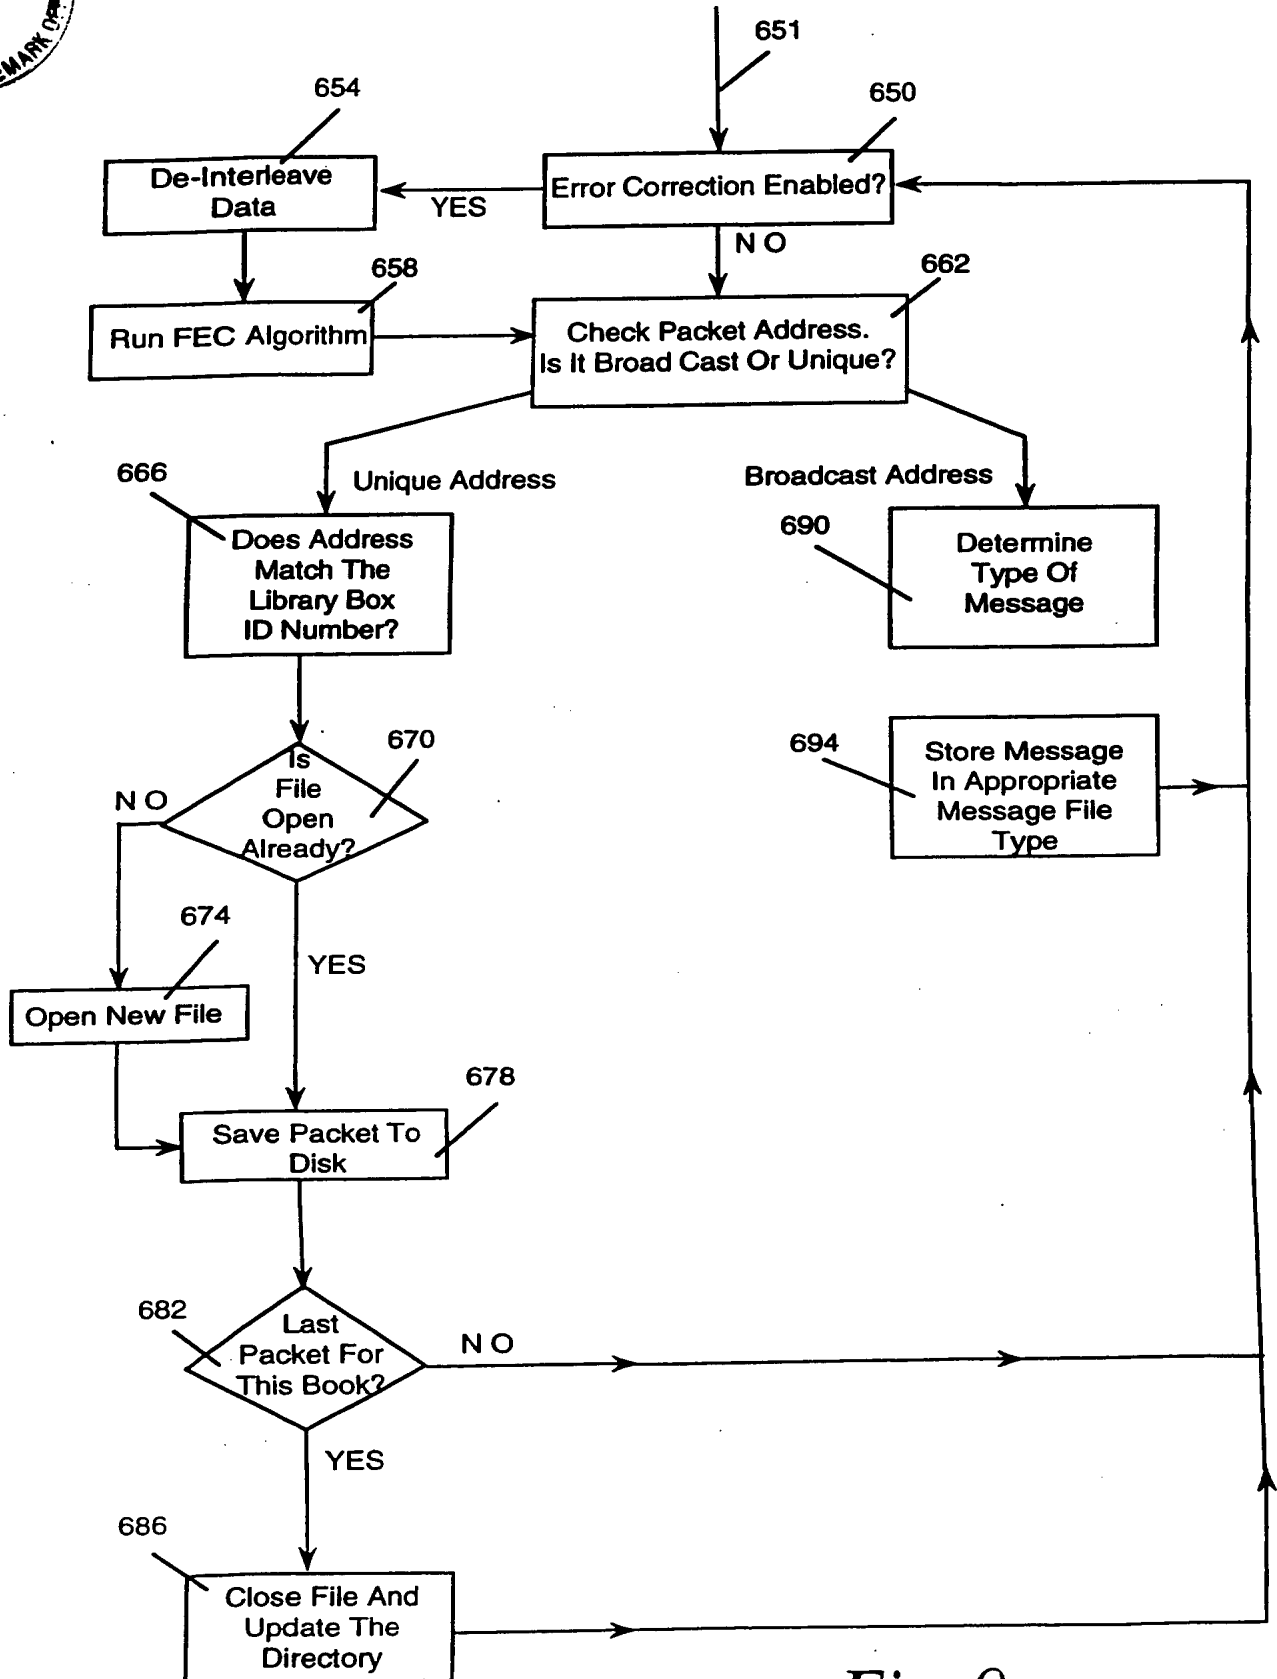 EMARK
651
654
650
De-Interleave
Data
Error Correction Enabled?
YES
N O
658
662
Run FEC Algorithm
Check Packet Address.
Is It Broad Cast Or Unique?
666
Unique Address
Broadcast Address
690
Does Address
Match The
Library Box
ID Number?
Determine
Type Of
Message
670
694
Is
File
Open
Already?
N O
Store Message
In Appropriate
Message File
Type
674
YES
Open New File
678
Save Packet To
Disk
682
Last
Packet For
This Book?
N O
YES
686
Close File And
Update The
Directory